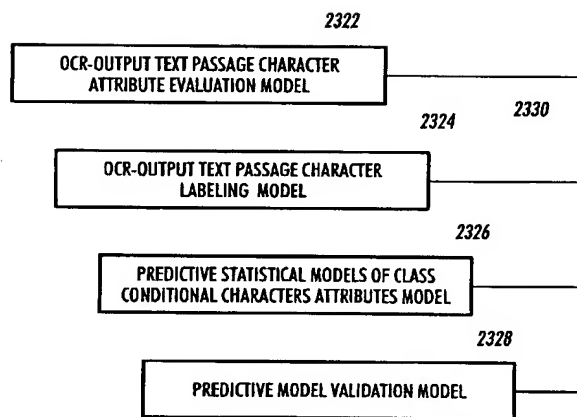 2322
OCR-OUTPUT TEXT PASSAGE CHARACTER
ATTRIBUTE EVALUATION MODEL
2330
2324
OCR-OUTPUT TEXT PASSAGE CHARACTER
LABELING MODEL
2326
PREDICTIVE STATISTICAL MODELS OF CLASS
CONDITIONAL CHARACTERS ATTRIBUTES MODEL
2328
PREDICTIVE MODEL VALIDATION MODEL